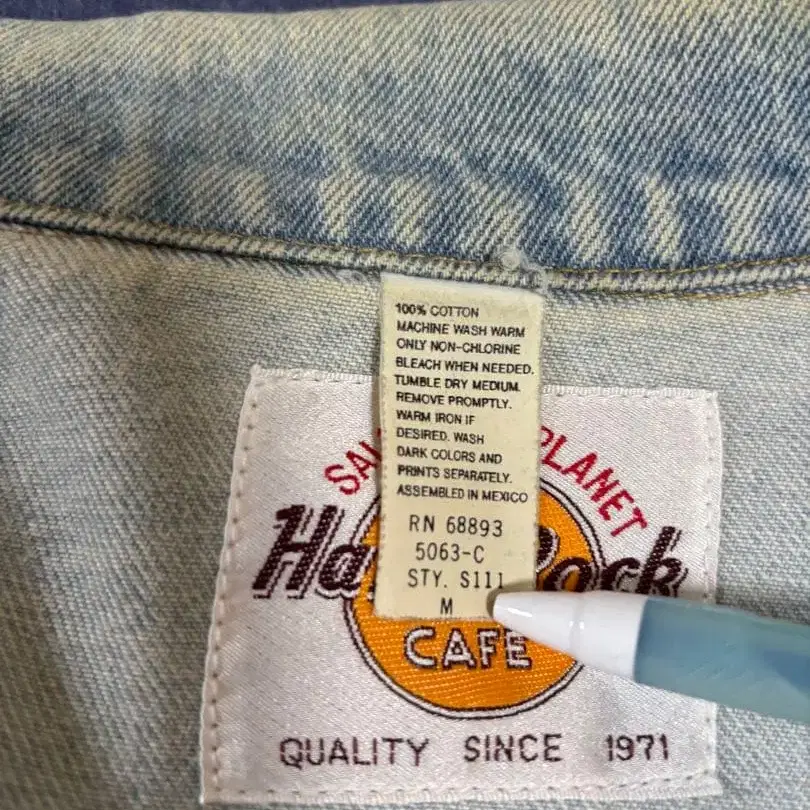 100% COTTON
MACHINE WASH WARM
ONLY NON-CHLORINE
BLEACH WHEN NEEDED.
TUMBLE DRY MEDIUM.
REMOVE PROMPTLY.
WARM IRON IF
DESIRED. WASH
DARK COLORS AND
PRINTS SEPARATELY.
ASSEMBLED IN MEXICO
RN 68893
5063-C
STY. S111
M
PLANET
CAFE
QUALITY SINCE 1971